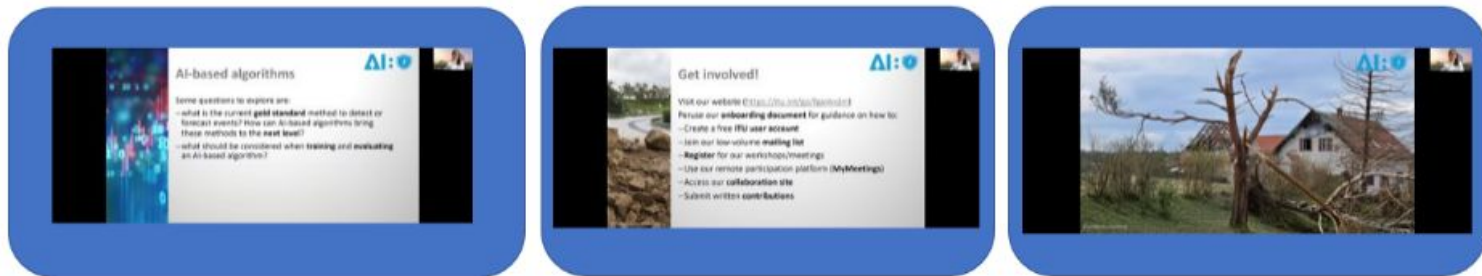 AI-based algorithms
Some questions to explore are:
–what is the current gold standard method to detect or
forecast events? How can AI-based algorithms bring
these methods to the next level?
–what should be considered when training and evaluating
an AI-based algorithm?
Get involved!
Visit our website
Peruse our onboarding document for guidance on how to:
–Create a free ITU user account
–Join our low-volume mailing list
–Register for our workshops/meetings
–Use our remote participation platform (MyMeetings)
–Access our collaboration site
–Submit written contributions